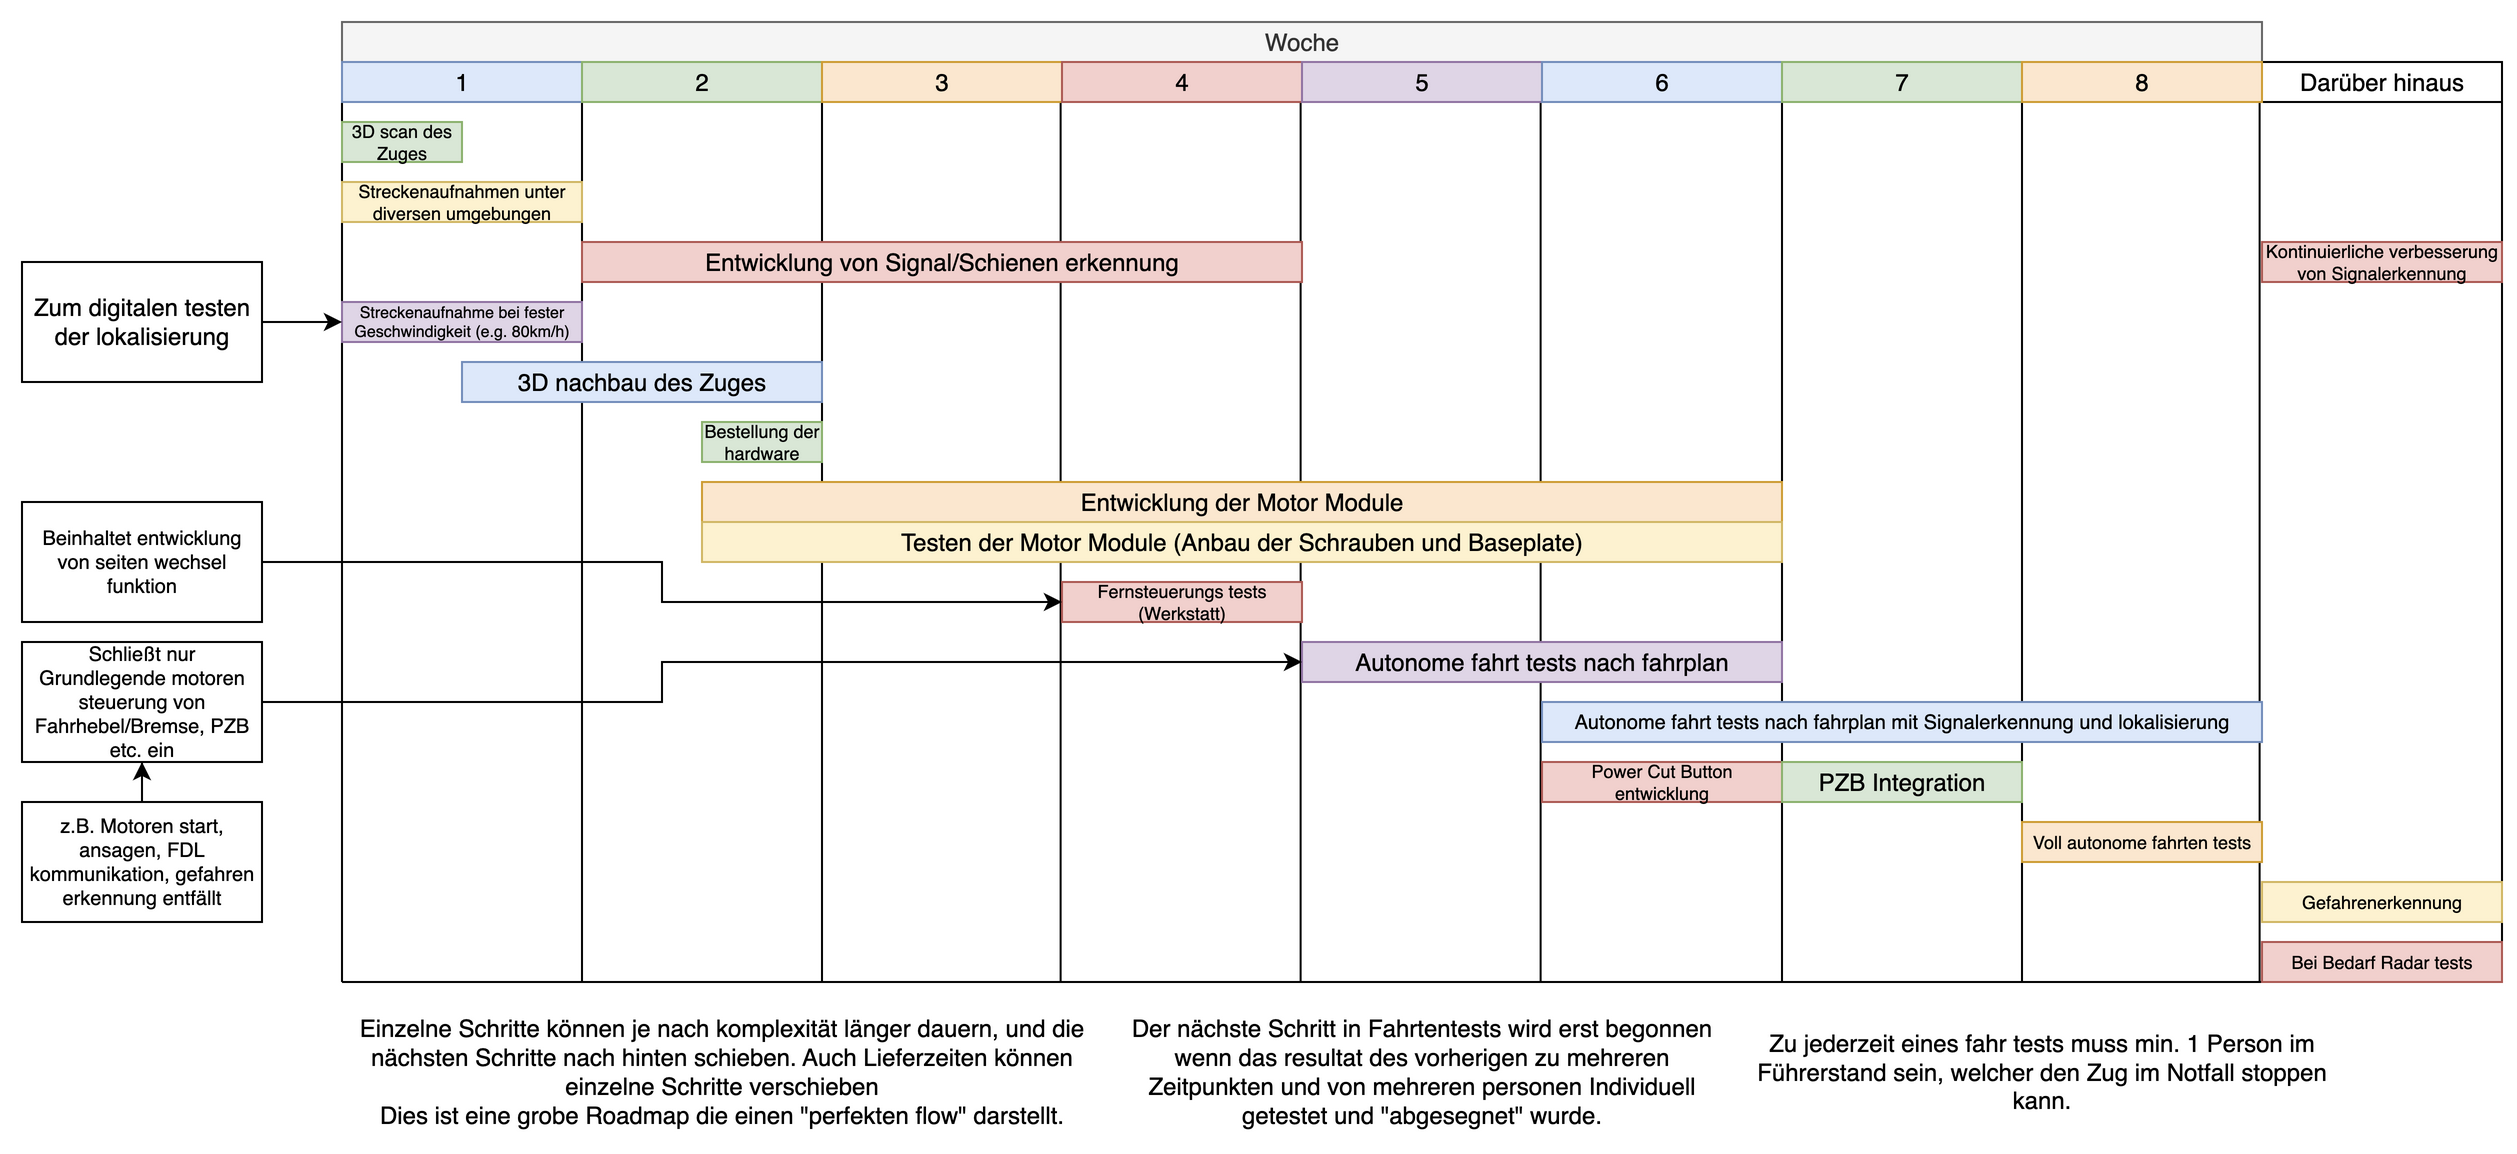 Woche
1
2
3
4
5
6
7
8
Darüber hinaus
3D scan des
Zuges
Streckenaufnahmen unter
diversen umgebungen
Entwicklung von Signal/Schienen erkennung
Kontinuierliche verbesserung
von Signalerkennung
Zum digitalen testen
der lokalisierung
Streckenaufnahme bei fester
Geschwindigkeit (e.g. 80km/h)
3D nachbau des Zuges
Bestellung der
hardware
Entwicklung der Motor Module
Testen der Motor Module (Anbau der Schrauben und Baseplate)
Beinhaltet entwicklung
von seiten wechsel
funktion
Fernsteuerungs tests
(Werkstatt)
Schließt nur
Grundlegende motoren
steuerung von
Fahrhebel/Bremse, PZB
etc. ein
Autonome fahrt tests nach fahrplan
Autonome fahrt tests nach fahrplan mit Signalerkennung und lokalisierung
Power Cut Button
entwicklung
PZB Integration
z.B. Motoren start,
ansagen, FDL
kommunikation, gefahren
erkennung entfällt
Voll autonome fahrten tests
Gefahrenerkennung
Bei Bedarf Radar tests
Einzelne Schritte können je nach komplexität länger dauern, und die
nächsten Schritte nach hinten schieben. Auch Lieferzeiten können
einzelne Schritte verschieben
Dies ist eine grobe Roadmap die einen "perfekten flow" darstellt.
Der nächste Schritt in Fahrtentests wird erst begonnen
wenn das resultat des vorherigen zu mehreren
Zeitpunkten und von mehreren personen Individuell
getestet und "abgesegnet" wurde.
Zu jederzeit eines fahr tests muss min. 1 Person im
Führerstand sein, welcher den Zug im Notfall stoppen
kann.